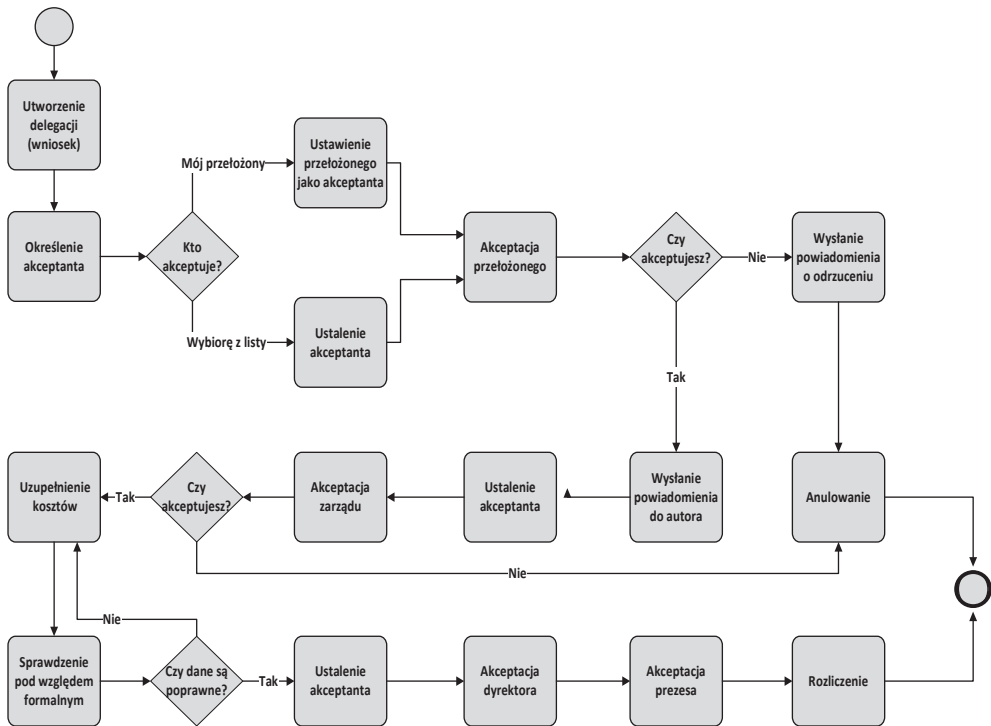 Utworzenie
delegacji
(wniosek)
Określenie
akceptanta
Kto
akceptuje?
Mój przełożony
Ustawienie
przełożonego
jako akceptanta
Wybiorę z listy
Ustalenie
akceptanta
Akceptacja
przełożonego
Czy
akceptujesz?
Nie
Wysłanie
powiadomienia
o odrzuceniu
Tak
Wysłanie
powiadomienia
do autora
Ustalenie
akceptanta
Akceptacja
zarządu
Czy
akceptujesz?
Tak
Uzupełnienie
kosztów
Anulowanie
Nie
Nie
Sprawdzenie
pod względem
formalnym
Czy dane są
poprawne?
Tak
Ustalenie
akceptanta
Akceptacja
dyrektora
Akceptacja
prezesa
Rozliczenie